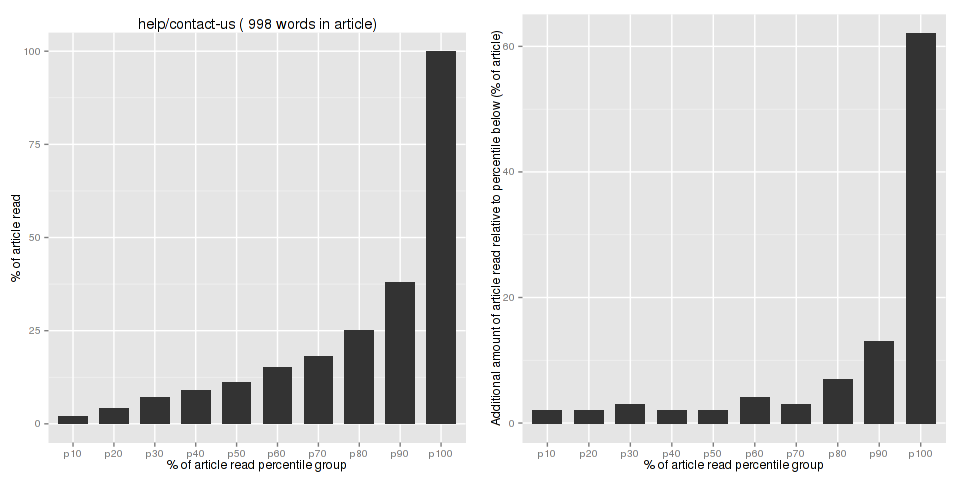 help/contact-us ( 998 words in article)
% of article read
100
75
50
25
0
p10 p20 p30 p40 p50 p60 p70 p80 p90 p100
% of article read percentile group
Additional amount of article read relative to percentile below (% of article)
60
40
20
0
p10 p20 p30 p40 p50 p60 p70 p80 p90 p100
% of article read percentile group